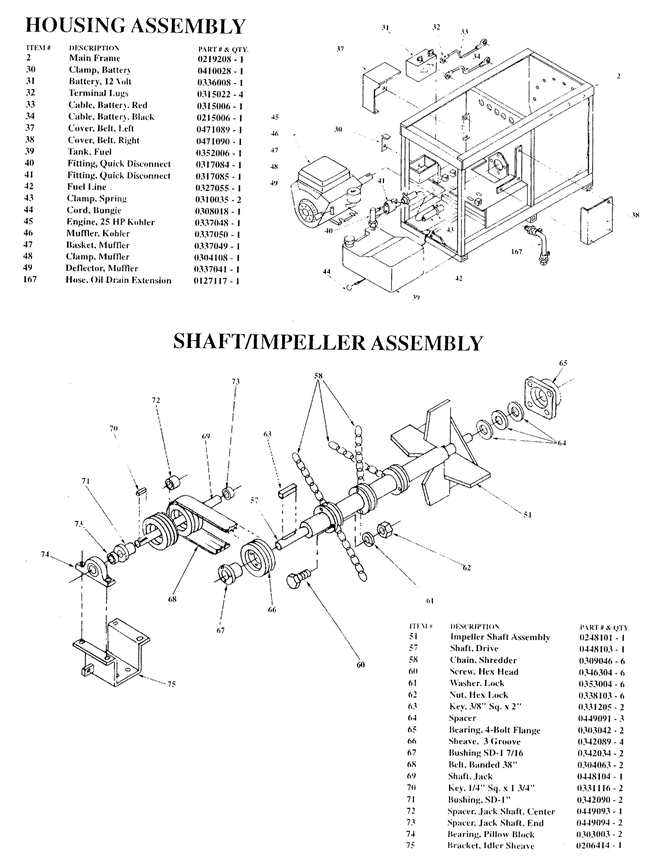 HOUSING ASSEMBLY
ITEM # DESCRIPTION PART # & QTY.
2 Main Frame 0219208 - 1
30 Clamp, Battery 0410028 - 1
31 Battery, 12 Volt 0336008 - 1
32 Terminal Lugs 0315022 - 4
33 Cable, Battery, Red 0315006 - 1
34 Cable, Battery, Black 0215006 - 1
37 Cover, Belt, Left 0471089 - 1
38 Cover, Belt, Right 0471090 - 1
39 Tank, Fuel 0352006 - 1
40 Fitting, Quick Disconnect 0317084 - 1
41 Fitting, Quick Disconnect 0317085 - 1
42 Fuel Line 0327055 - 1
43 Clamp, Spring 0310035 - 2
44 Cord, Bungie 0308018 - 1
45 Engine, 25 HP Kohler 0337048 - 1
46 Muffler, Kohler 0337050 - 1
47 Basket, Muffler 0337049 - 1
48 Clamp, Muffler 0304108 - 1
49 Deflector, Muffler 0337041 - 1
167 Hose, Oil Drain Extension 0127117 - 1
31
32
33
37
34
2
45
30
46
47
48
49
41
40
43
38
167
44
42
39
SHAFT/IMPELLER ASSEMBLY
65
58
73
72
69
63
70
64
71
57
51
73
74
62
68
66
61
67
60
75
ITEM # DESCRIPTION PART # & QTY.
51 Impeller Shaft Assembly 0248101 - 1
57 Shaft, Drive 0448103 - 1
58 Chain, Shredder 0309046 - 6
60 Screw, Hex Head 0346304 - 6
61 Washer, Lock 0353004 - 6
62 Nut, Hex Lock 0338103 - 6
63 Key, 3/8" Sq. x 2" 0331205 - 2
64 Spacer 0449091 - 3
65 Bearing, 4-Bolt Flange 0303042 - 2
66 Sheave, 3 Groove 0342089 - 4
67 Bushing SD-1 7/16 0342034 - 2
68 Belt, Banded 38" 0304063 - 2
69 Shaft, Jack 0448104 - 1
70 Key, 1/4" Sq. x 1 3/4" 0331116 - 2
71 Bushing, SD-1" 0342090 - 2
72 Spacer, Jack Shaft, Center 0449093 - 1
73 Spacer, Jack Shaft, End 0449094 - 2
74 Bearing, Pillow Block 0303003 - 2
75 Bracket, Idler Sheave 0206414 - 1